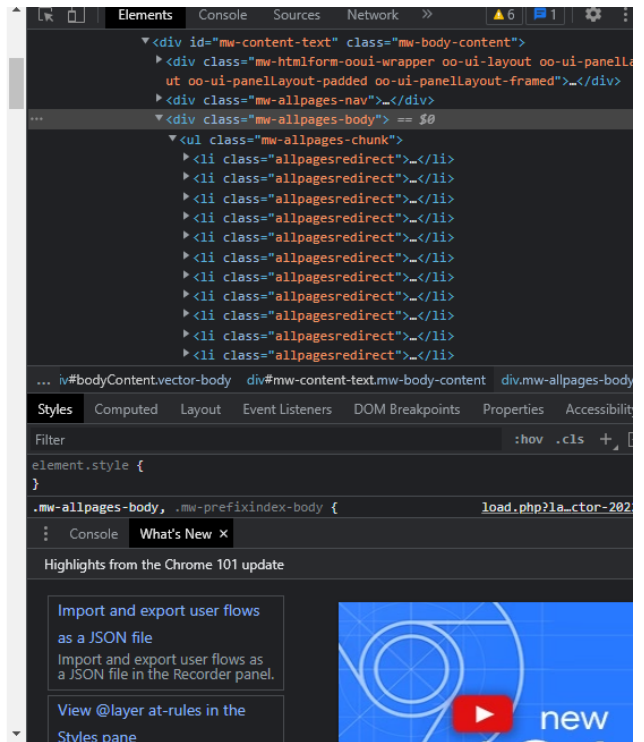 Elements Console Sources Network » 6 1
<div id="mw-content-text" class="mw-body-content">
<div class="mw-htmlform-ooui-wrapper oo-ui-layout oo-ui-panelLa
ut oo-ui-panelLayout-padded oo-ui-panelLayout-framed">…</div>
<div class="mw-allpages-nav">…</div>
… <div class="mw-allpages-body"> == $0
<ul class="mw-allpages-chunk">
<li class="allpagesredirect">…</li>
<li class="allpagesredirect">…</li>
<li class="allpagesredirect">…</li>
<li class="allpagesredirect">…</li>
<li class="allpagesredirect">…</li>
<li class="allpagesredirect">…</li>
<li class="allpagesredirect">…</li>
<li class="allpagesredirect">…</li>
<li class="allpagesredirect">…</li>
<li class="allpagesredirect">…</li>
<li class="allpagesredirect">…</li>
... iv#bodyContent.vector-body div#mw-content-text.mw-body-content div.mw-allpages-body
Styles Computed Layout Event Listeners DOM Breakpoints Properties Accessibility
Filter :hov .cls +
element.style {
}
.mw-allpages-body, .mw-prefixindex-body { load.php?la…ctor-202
Console What's New ×
Highlights from the Chrome 101 update
Import and export user flows
as a JSON file
Import and export user flows as
a JSON file in the Recorder panel.
View @layer at-rules in the
Styles pane
new